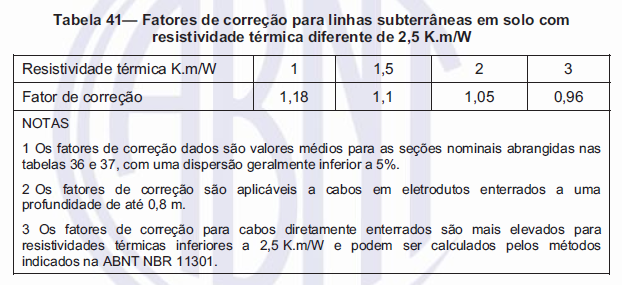 Tabela 41— Fatores de correção para linhas subterrâneas em solo com
resistividade térmica diferente de 2,5 K.m/W
Resistividade térmica K.m/W 1 1,5 2 3
Fator de correção 1,18 1,1 1,05 0,96
NOTAS
1 Os fatores de correção dados são valores médios para as seções nominais abrangidas nas
tabelas 36 e 37, com uma dispersão geralmente inferior a 5%.
2 Os fatores de correção são aplicáveis a cabos em eletrodutos enterrados a uma
profundidade de até 0,8 m.
3 Os fatores de correção para cabos diretamente enterrados são mais elevados para
resistividades térmicas inferiores a 2,5 K.m/W e podem ser calculados pelos métodos
indicados na ABNT NBR 11301.
ABNT